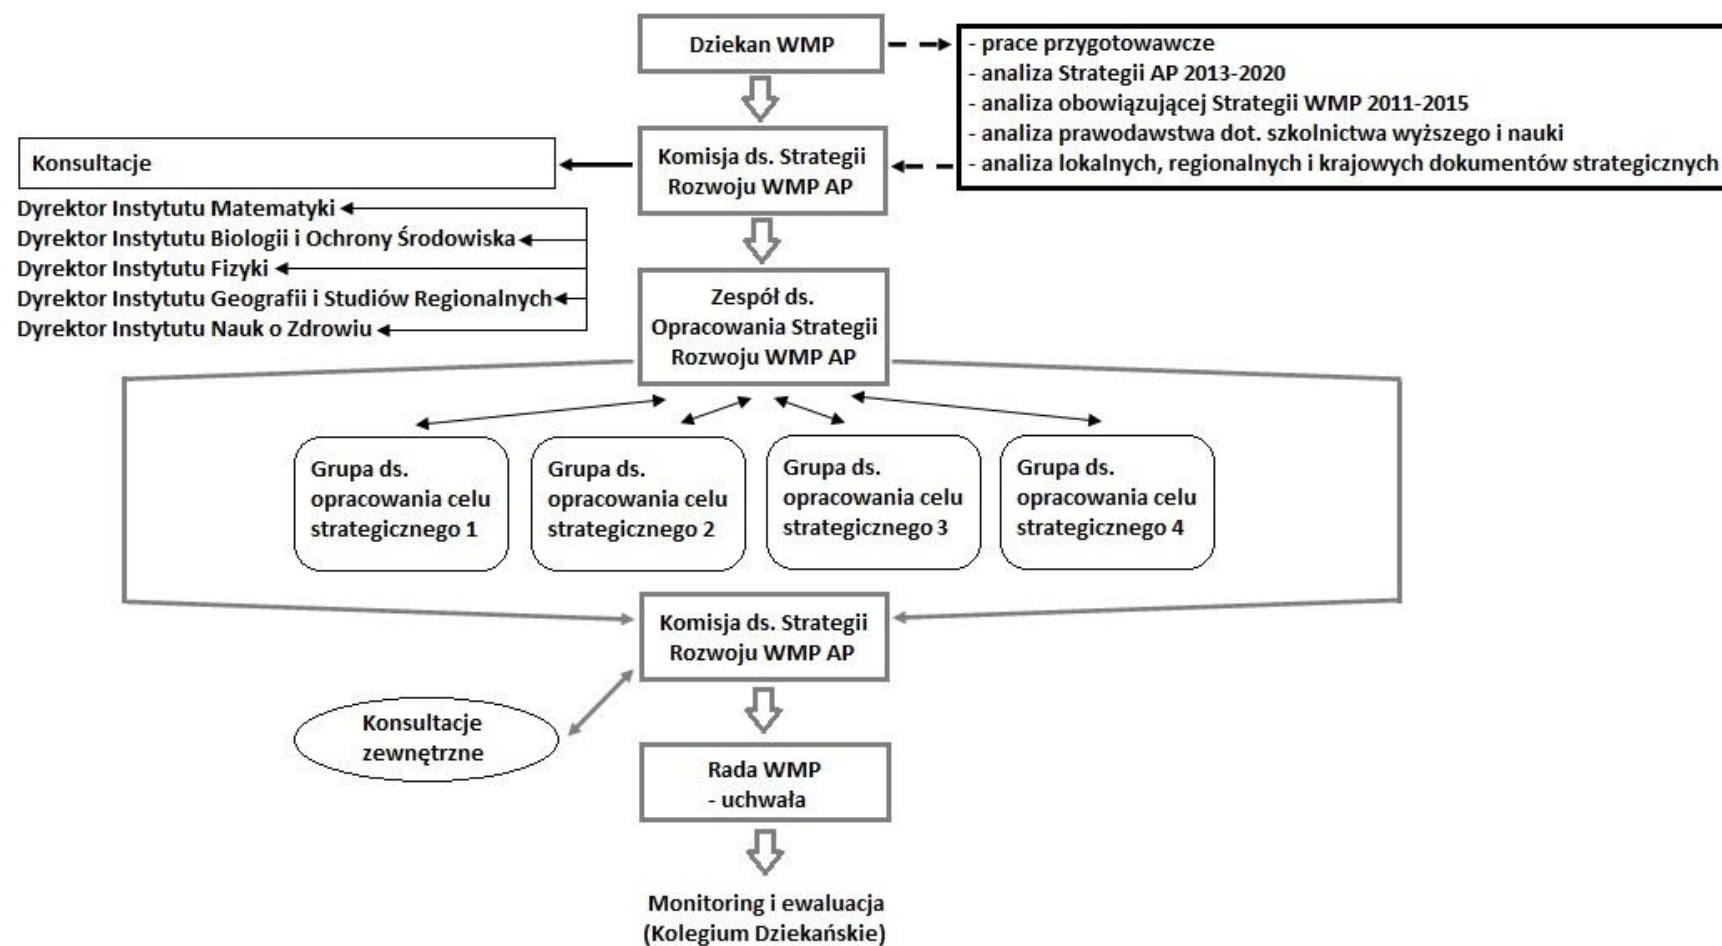 Dziekan WMP
- prace przygotowawcze
- analiza Strategii AP 2013-2020
- analiza obowiązującej Strategii WMP 2011-2015
- analiza prawodawstwa dot. szkolnictwa wyższego i nauki
- analiza lokalnych, regionalnych i krajowych dokumentów strategicznych
Komisja ds. Strategii
Rozwoju WMP AP
Konsultacje
Dyrektor Instytutu Matematyki
Dyrektor Instytutu Biologii i Ochrony Środowiska
Dyrektor Instytutu Fizyki
Dyrektor Instytutu Geografii i Studiów Regionalnych
Dyrektor Instytutu Nauk o Zdrowiu
Zespół ds.
Opracowania Strategii
Rozwoju WMP AP
Grupa ds.
opracowania celu
strategicznego 1
Grupa ds.
opracowania celu
strategicznego 2
Grupa ds.
opracowania celu
strategicznego 3
Grupa ds.
opracowania celu
strategicznego 4
Komisja ds. Strategii
Rozwoju WMP AP
Konsultacje
zewnętrzne
Rada WMP
- uchwała
Monitoring i ewaluacja
(Kolegium Dziekańskie)